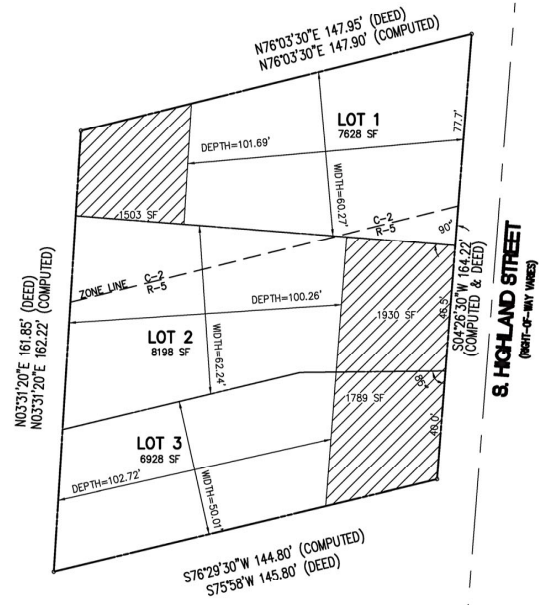 N76°03'30"E 147.95' (DEED)
N76°03'30"E 147.90' (COMPUTED)
LOT 1
7628 SF
77.7'
DEPTH=101.69'
WIDTH=60.27'
1503 SF
C-2
R-5
90°
ZONE LINE
C-2
R-5
S04°28'30"W 164.22'
(COMPUTED & DEED)
S. HIGHLAND STREET
(RIGHT-OF-WAY VARIES)
N03°31'20"E 161.85' (DEED)
N03°31'20"E 162.22' (COMPUTED)
DEPTH=100.26'
1930 SF
46.5'
LOT 2
8198 SF
WIDTH=62.24'
85°
1789 SF
40.0'
LOT 3
6928 SF
DEPTH=102.72'
WIDTH=50.01'
S76°29'30"W 144.80' (COMPUTED)
S75°58'W 145.80' (DEED)